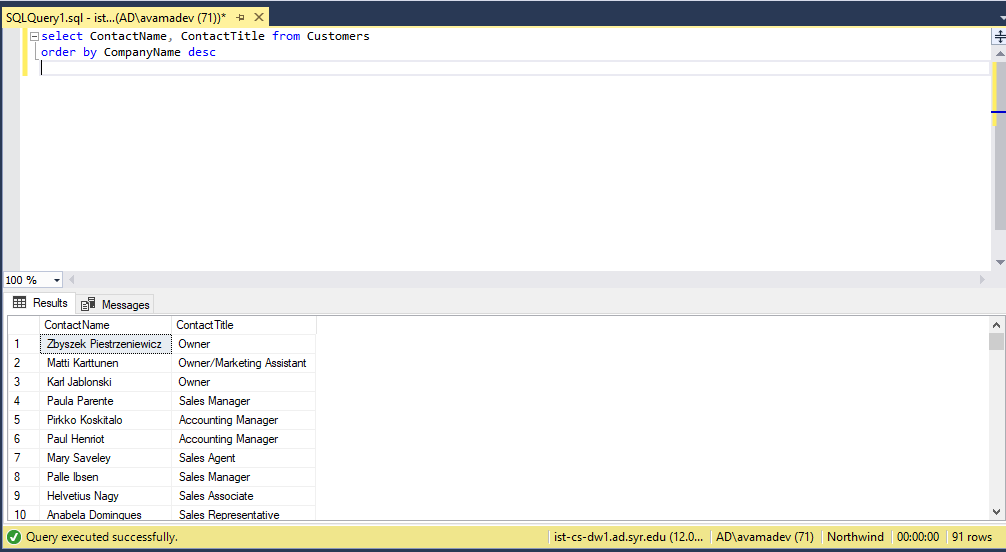 SQLQuery1.sql - ist...(AD\avamadev (71))*
select ContactName, ContactTitle from Customers
order by CompanyName desc
100 %
Results Messages
ContactName ContactTitle
1 Zbyszek Piestrzeniewicz Owner
2 Matti Karttunen Owner/Marketing Assistant
3 Karl Jablonski Owner
4 Paula Parente Sales Manager
5 Pirkko Koskitalo Accounting Manager
6 Paul Henriot Accounting Manager
7 Mary Saveley Sales Agent
8 Palle Ibsen Sales Manager
9 Helvetius Nagy Sales Associate
10 Anabela Domingues Sales Representative
Query executed successfully. ist-cs-dw1.ad.syr.edu (12.0... AD\avamadev (71) Northwind 00:00:00 91 rows